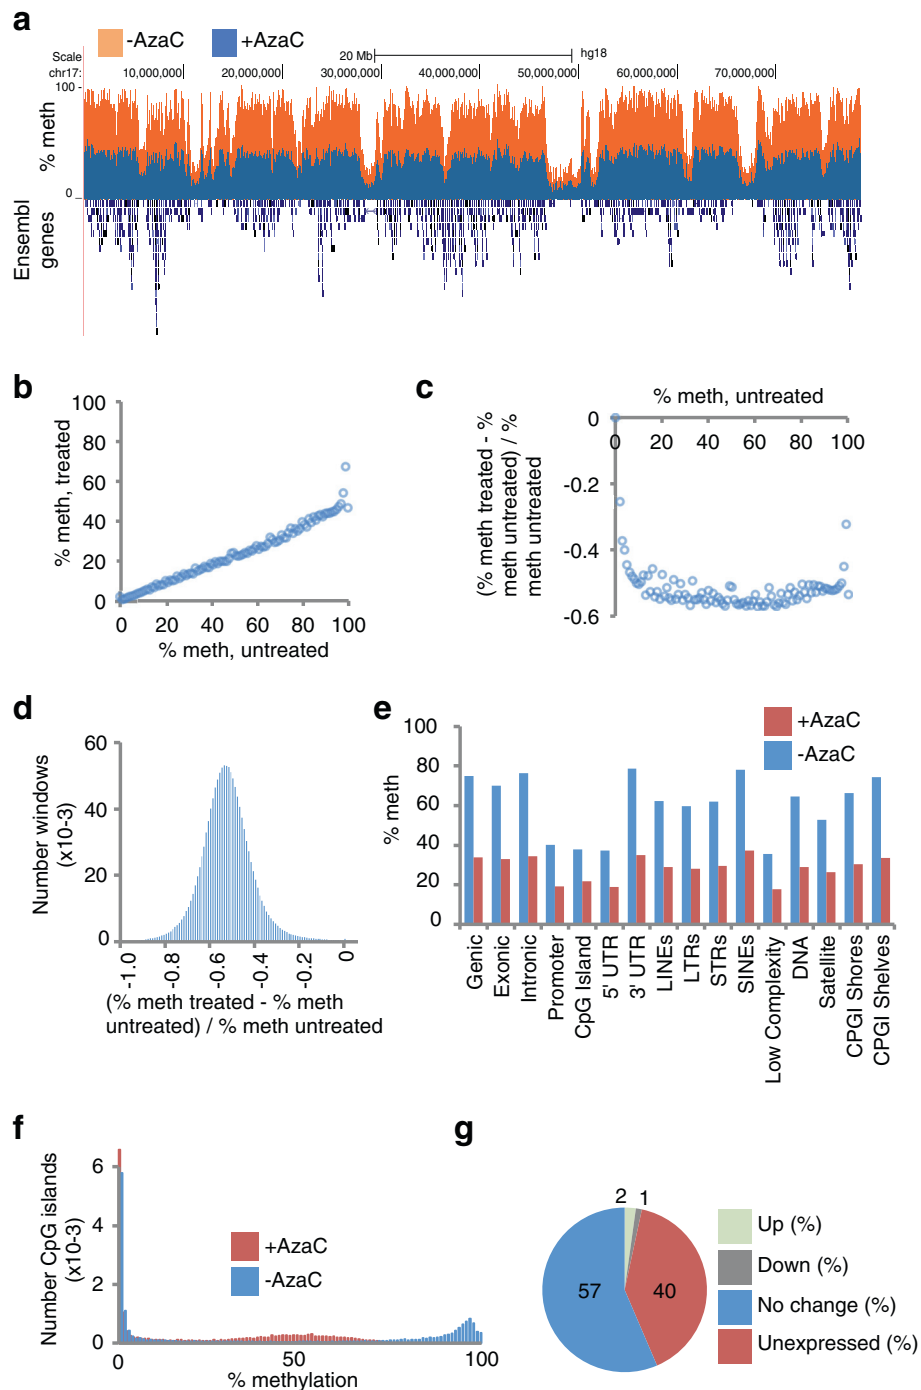 a
-AzaC +AzaC
Scale 20 Mb hg18
chr17: 10,000,000 20,000,000 30,000,000 40,000,000 50,000,000 60,000,000 70,000,000
100
% meth
0
Ensembl
genes
b
% meth, treated
100
80
60
40
20
0
0 20 40 60 80 100
% meth, untreated
c
% meth, untreated
(% meth treated - %
meth untreated) / %
meth untreated
0
0 20 40 60 80 100
-0.2
-0.4
-0.6
d
Number windows
(x10-3)
60
40
20
0
-1.0 -0.8 -0.6 -0.4 -0.2 0
(% meth treated - % meth
untreated) / % meth untreated
e
+AzaC
-AzaC
% meth
100
80
60
40
20
0
Genic
Exonic
Intronic
Promoter
CpG Island
5' UTR
3' UTR
LINEs
LTRs
STRs
SINEs
Low Complexity
DNA
Satellite
CPGI Shores
CPGI Shelves
f
Number CpG islands
(x10-3)
6
4
2
0
+AzaC
-AzaC
0 50 100
% methylation
g
2 1
57 40
Up (%)
Down (%)
No change (%)
Unexpressed (%)